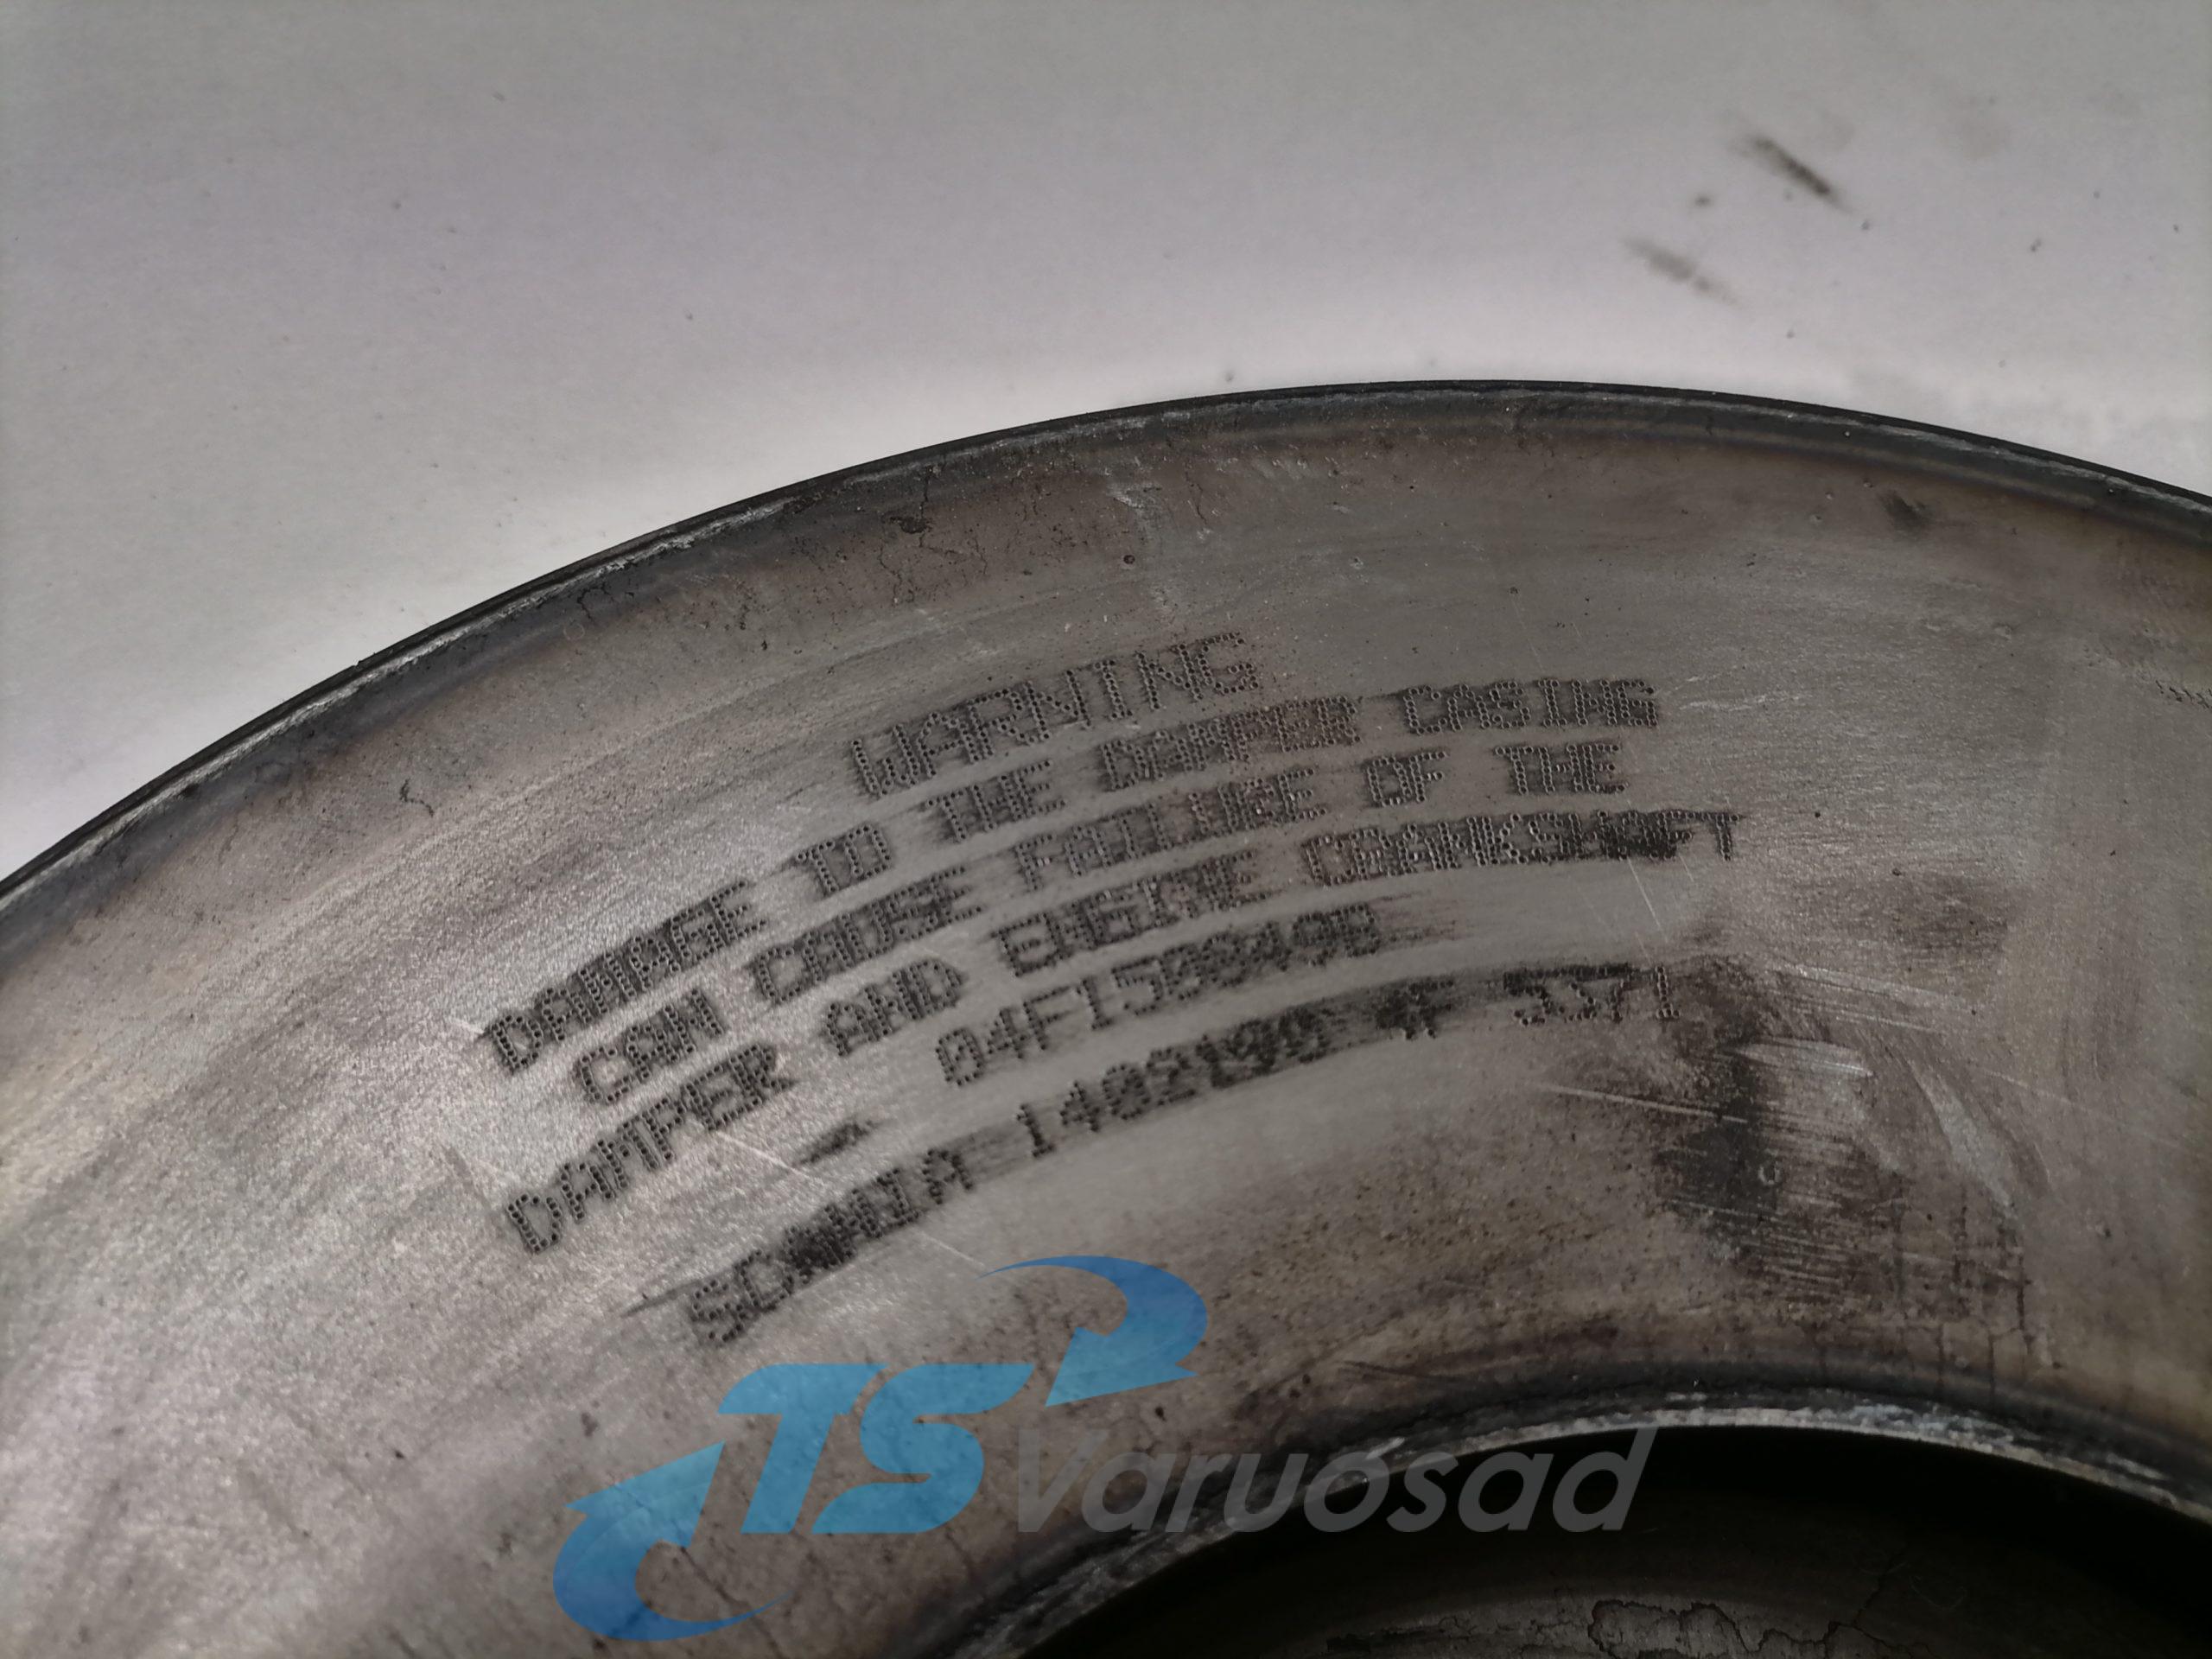 WARNING
DAMAGE TO THE DAMPER CASING
CAN CAUSE FAILURE OF THE
DAMPER AND ENGINE CRANKSHAFT
- 04F158849B
SCANIA 1402190
TS Varuosad